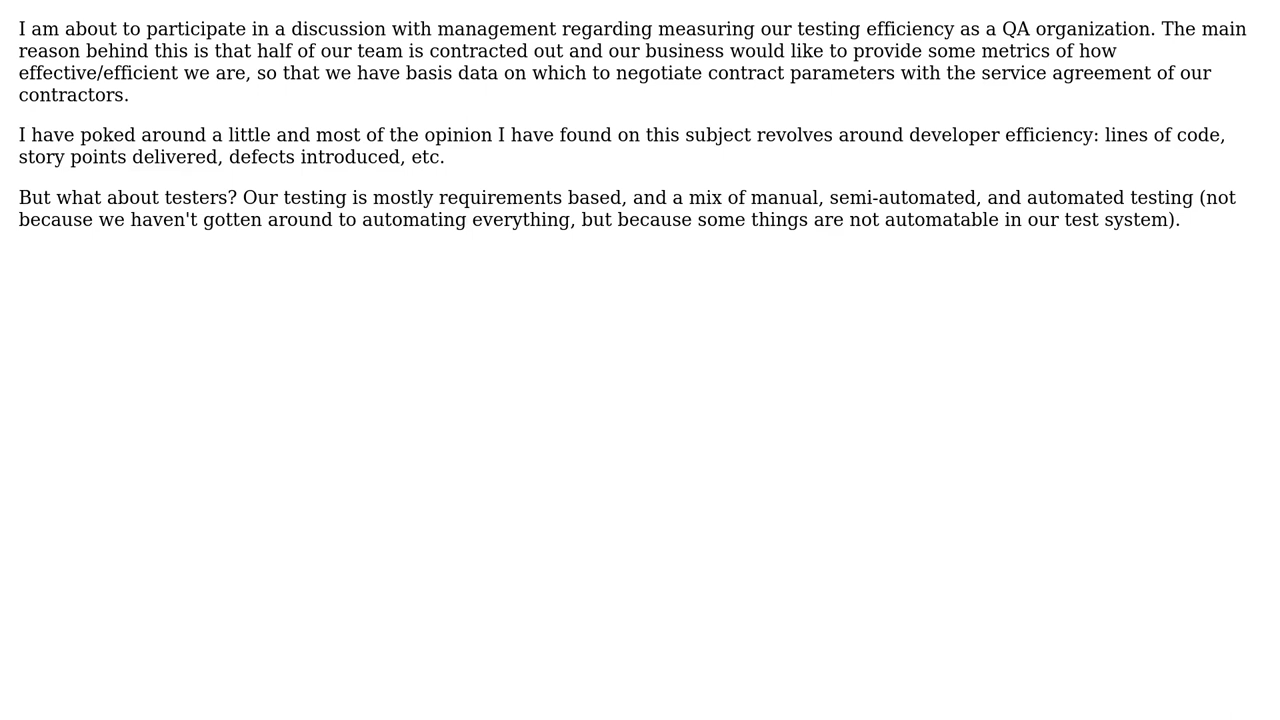 I am about to participate in a discussion with management regarding measuring our testing efficiency as a QA organization. The main
reason behind this is that half of our team is contracted out and our business would like to provide some metrics of how
effective/efficient we are, so that we have basis data on which to negotiate contract parameters with the service agreement of our
contractors.
I have poked around a little and most of the opinion I have found on this subject revolves around developer efficiency: lines of code,
story points delivered, defects introduced, etc.
But what about testers? Our testing is mostly requirements based, and a mix of manual, semi-automated, and automated testing (not
because we haven't gotten around to automating everything, but because some things are not automatable in our test system).